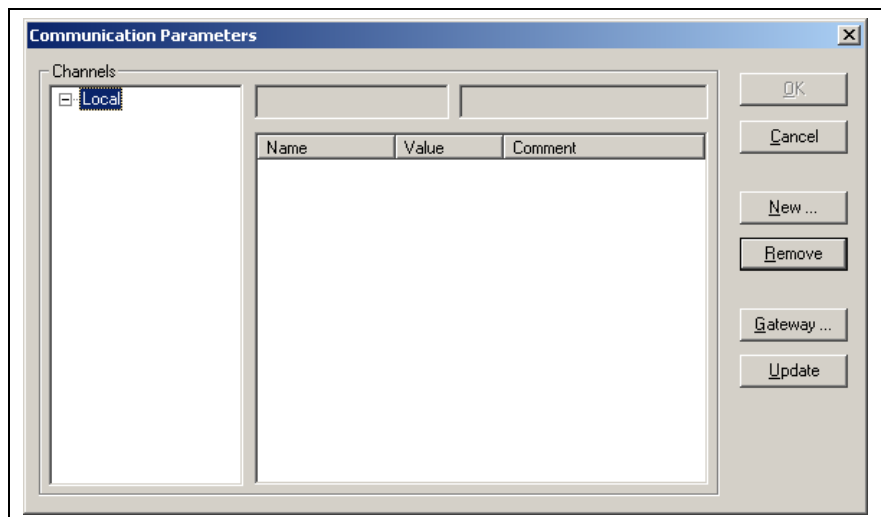 Communication Parameters
Channels
Local
Name Value Comment
OK
Cancel
New ...
Remove
Gateway ...
Update